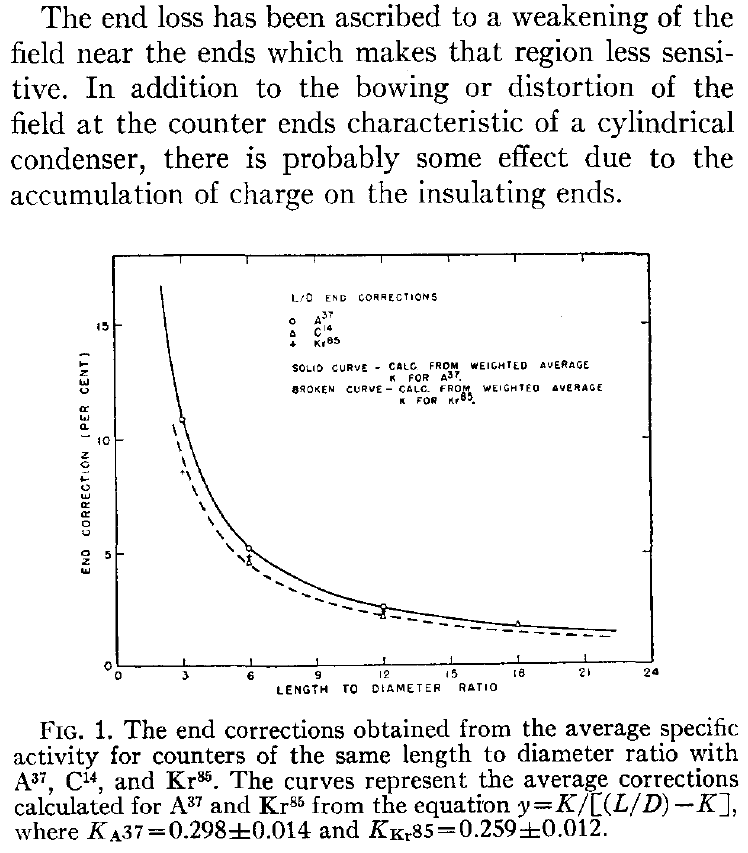 The end loss has been ascribed to a weakening of the
field near the ends which makes that region less sensi-
tive. In addition to the bowing or distortion of the
field at the counter ends characteristic of a cylindrical
condenser, there is probably some effect due to the
accumulation of charge on the insulating ends.
L/D END CORRECTIONS
o A³⁷
△ C¹⁴
+ Kr⁸⁵
SOLID CURVE - CALC. FROM WEIGHTED AVERAGE
K FOR A³⁷.
BROKEN CURVE - CALC. FROM WEIGHTED AVERAGE
K FOR Kr⁸⁵.
END CORRECTION (PER CENT)
15
10
5
0
0 3 6 9 12 15 18 21 24
LENGTH TO DIAMETER RATIO
FIG. 1. The end corrections obtained from the average specific
activity for counters of the same length to diameter ratio with
A³⁷, C¹⁴, and Kr⁸⁵. The curves represent the average corrections
calculated for A³⁷ and Kr⁸⁵ from the equation y=K/[(L/D)−K],
where K_A37=0.298±0.014 and K_Kr85=0.259±0.012.